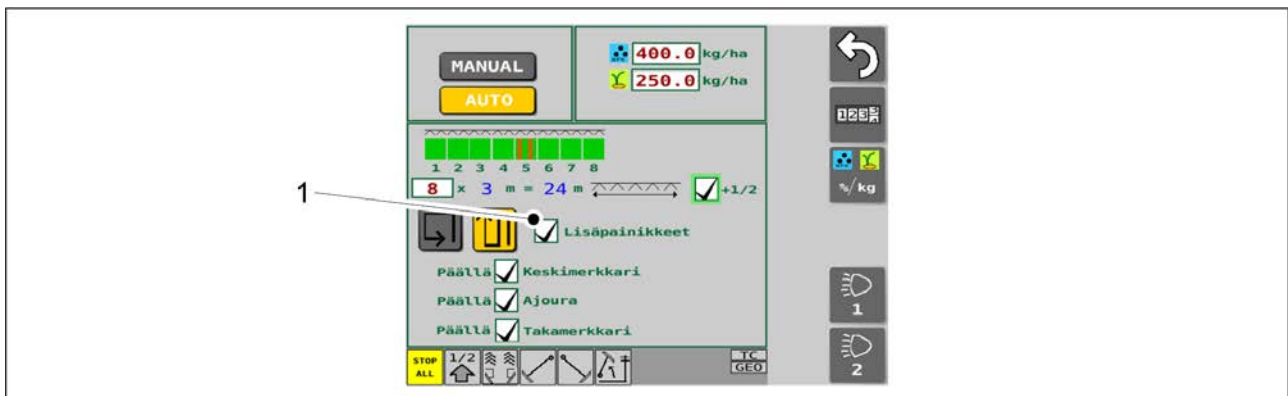 MANUAL
AUTO
400.0 kg/ha
250.0 kg/ha
1 2 3 4 5 6 7 8
8 x 3 m = 24 m +1/2
1
Lisäpainikkeet
Päällä Keskimerkkari
Päällä Ajoura
Päällä Takamerkkari
STOP ALL
1/2
TC
GEO
%/kg
1
2